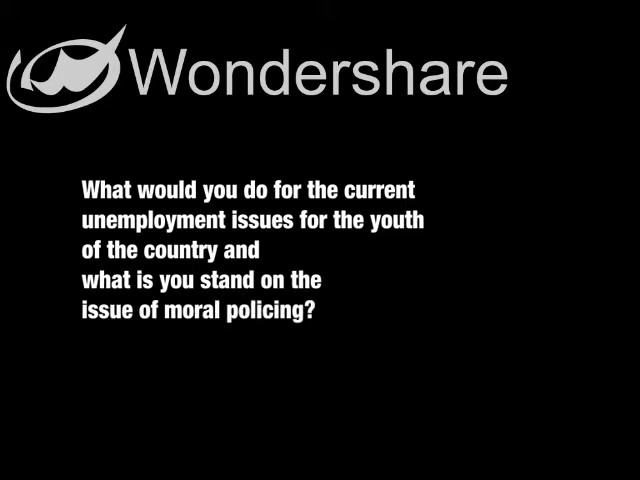 Wondershare
What would you do for the current
unemployment issues for the youth
of the country and
what is you stand on the
issue of moral policing?